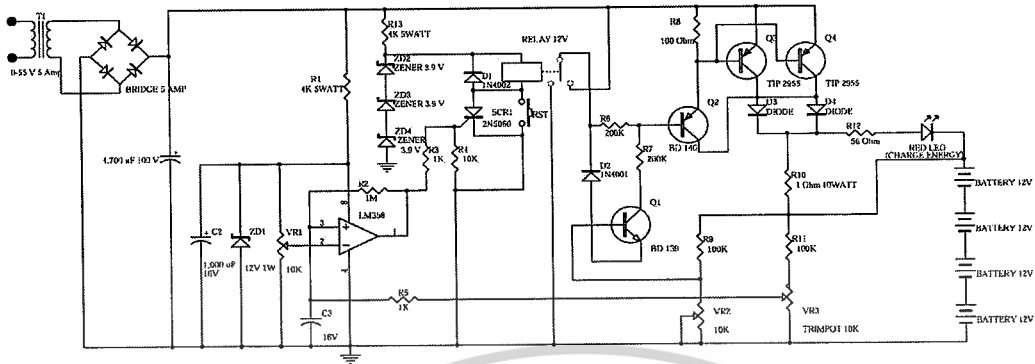 T1
0-55 V 5 Amp
BRIDGE 5 AMP
4,700 uF 100 V
+
R1
4K 5WATT
R13
4K 5WATT
ZD2
ZENER 3.9 V
ZD3
ZENER 3.9 V
ZD4
ZENER
3.9 V
RELAY 12V
D1
1N4002
SCR1
2N5060
RST
R3
1K
R4
10K
R2
1M
LM358
8
3
2
1
4
+
C2
1,000 uF
16V
ZD1
12V 1W
VR1
10K
C3
16V
R5
1K
R6
200K
R7
200K
D2
1N4001
Q1
BD 139
R8
100 Ohm
Q2
BD 140
Q3
TIP 2955
Q4
TIP 2955
D3
DIODE
D4
DIODE
R12
56 Ohm
RED LED
(CHARGE ENERGY)
R10
1 Ohm 10WATT
R9
100K
R11
100K
VR2
10K
VR3
TRIMPOT 10K
BATTERY 12V
BATTERY 12V
BATTERY 12V
BATTERY 12V